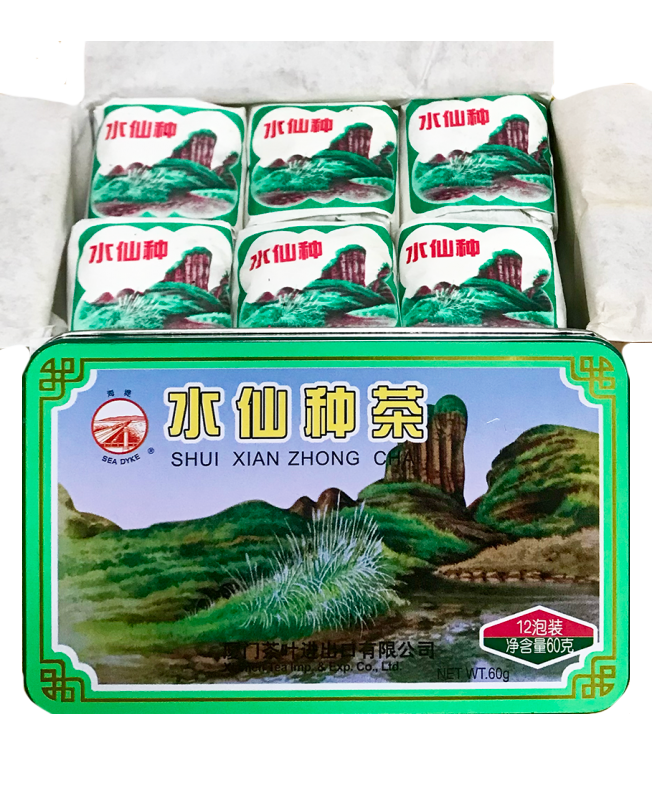 水仙种
水仙种
水仙种
水仙种
水仙种
水仙种
海堤
SEA DYKE
®
水仙种茶
SHUI XIAN ZHONG CHA
12泡装
净含量60克
厦门茶叶进出口有限公司
Xiamen Tea Imp. & Exp. Co., Ltd.
NET WT.60g